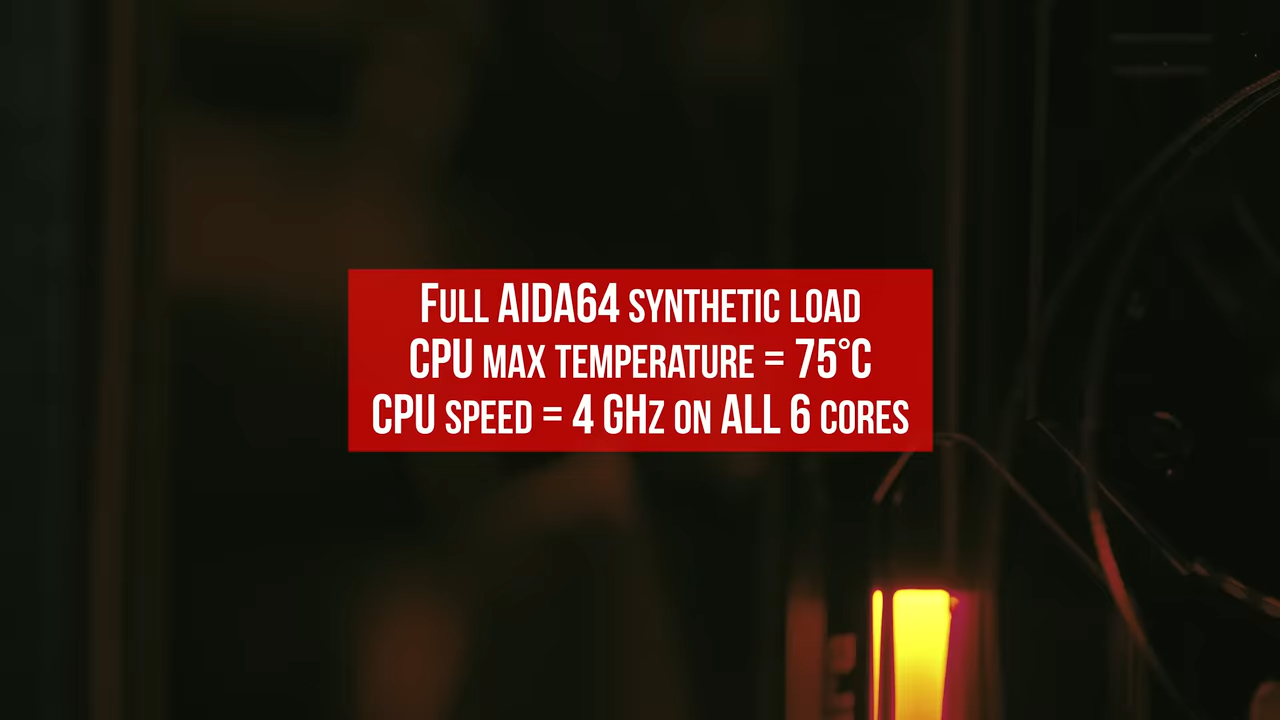 Full AIDA64 synthetic load
CPU max temperature = 75°C
CPU speed = 4 GHz on ALL 6 cores